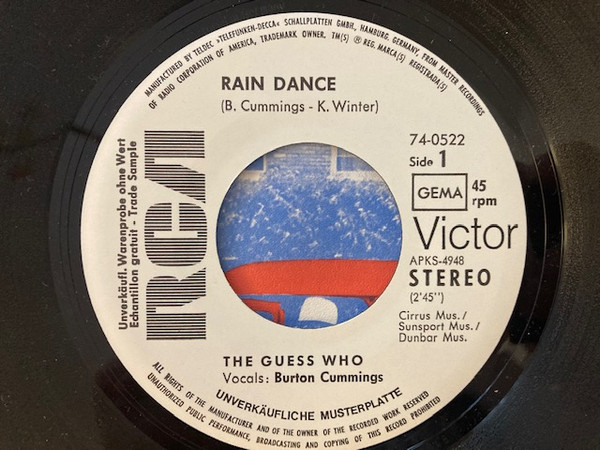 MANUFACTURED BY TELDEC »TELEFUNKEN-DECCA« SCHALLPLATTEN GMBH, HAMBURG, GERMANY, FROM MASTER RECORDINGS
OF RADIO CORPORATION OF AMERICA, TRADEMARK OWNER. TM(S) ® REG. MARCA(S) REGISTRADA(S)
RAIN DANCE
(B. Cummings - K. Winter)
Unverkäufl. Warenprobe ohne Wert
Echantillon gratuit - Trade Sample
RCA
74-0522
Side 1
GEMA 45
rpm
Victor
APKS-4948
STEREO
(2'45'')
Cirrus Mus./
Sunsport Mus./
Dunbar Mus.
THE GUESS WHO
Vocals: Burton Cummings
UNVERKÄUFLICHE MUSTERPLATTE
ALL RIGHTS OF THE MANUFACTURER AND OF THE OWNER OF THE RECORDED WORK RESERVED
UNAUTHORIZED PUBLIC PERFORMANCE, BROADCASTING AND COPYING OF THIS RECORD PROHIBITED